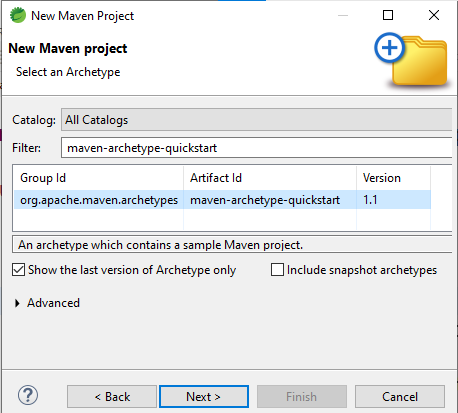 New Maven Project
New Maven project
Select an Archetype
Catalog: All Catalogs
Filter: maven-archetype-quickstart
Group Id Artifact Id Version
org.apache.maven.archetypes maven-archetype-quickstart 1.1
An archetype which contains a sample Maven project.
Show the last version of Archetype only Include snapshot archetypes
Advanced
? < Back Next > Finish Cancel